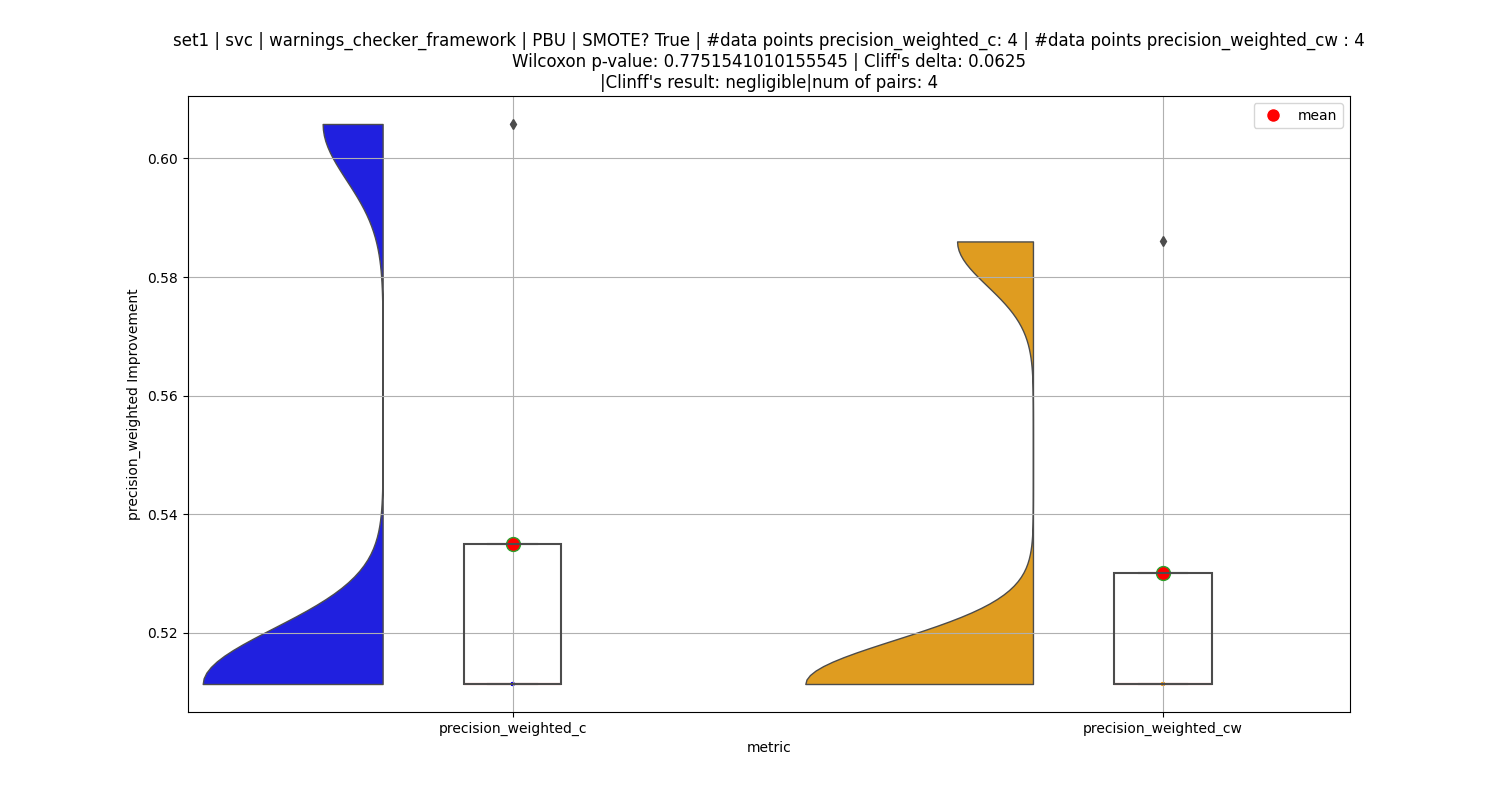 set1 | svc | warnings_checker_framework | PBU | SMOTE? True | #data points precision_weighted_c: 4 | #data points precision_weighted_cw : 4
Wilcoxon p-value: 0.7751541010155545 | Cliff's delta: 0.0625
|Clinff's result: negligible|num of pairs: 4
mean
0.60
0.58
0.56
0.54
0.52
precision_weighted Improvement
precision_weighted_c
precision_weighted_cw
metric